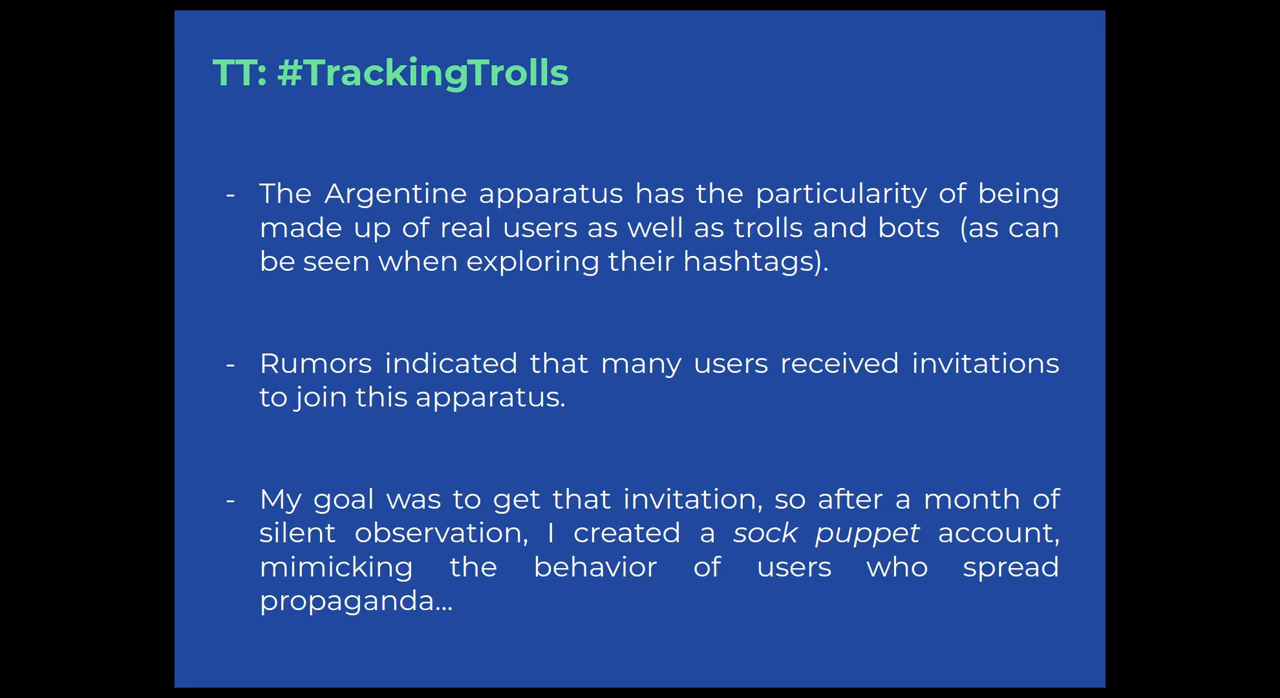 TT: #TrackingTrolls
- The Argentine apparatus has the particularity of being
made up of real users as well as trolls and bots (as can
be seen when exploring their hashtags).
- Rumors indicated that many users received invitations
to join this apparatus.
- My goal was to get that invitation, so after a month of
silent observation, I created a sock puppet account,
mimicking the behavior of users who spread
propaganda...